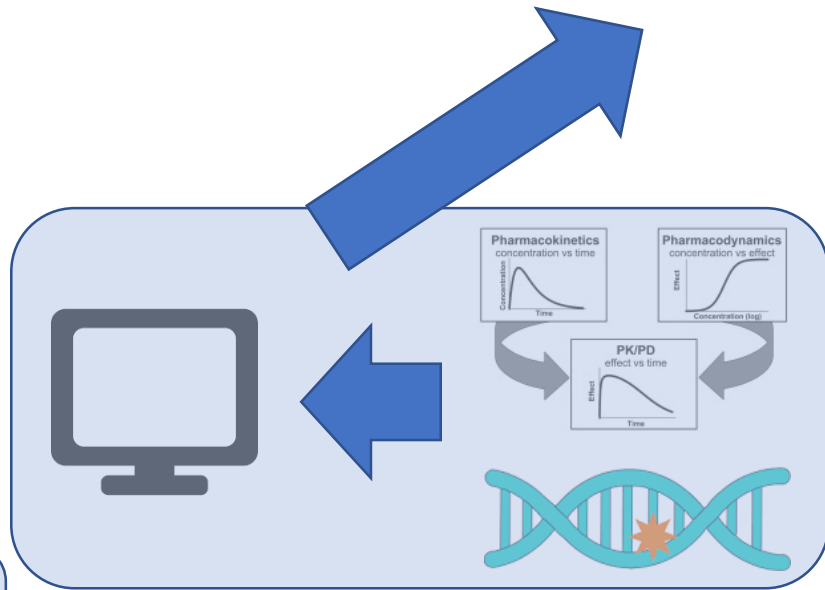 Pharmacokinetics
concentration vs time
Concentration
Time
Pharmacodynamics
concentration vs effect
Effect
Concentration (log)
PK/PD
effect vs time
Effect
Time